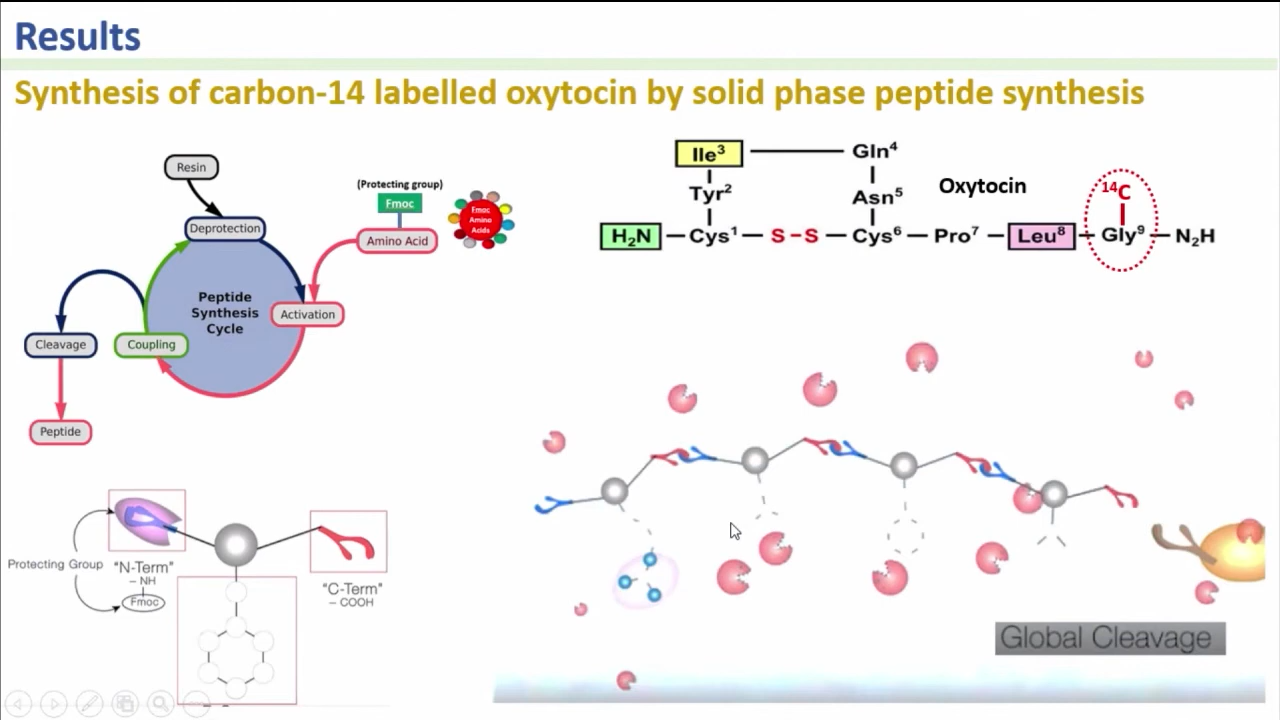 Results
Synthesis of carbon-14 labelled oxytocin by solid phase peptide synthesis
Resin
Deprotection
(Protecting group)
Fmoc
Amino Acid
Fmoc
Amino
Acids
Peptide
Synthesis
Cycle
Activation
Coupling
Cleavage
Peptide
Ile³ Gln⁴
Tyr² Asn⁵
Oxytocin
¹⁴C
H₂N Cys¹ S-S Cys⁶ Pro⁷ Leu⁸ Gly⁹ N₂H
Protecting Group
"N-Term"
– NH
Fmoc
"C-Term"
– COOH
Global Cleavage